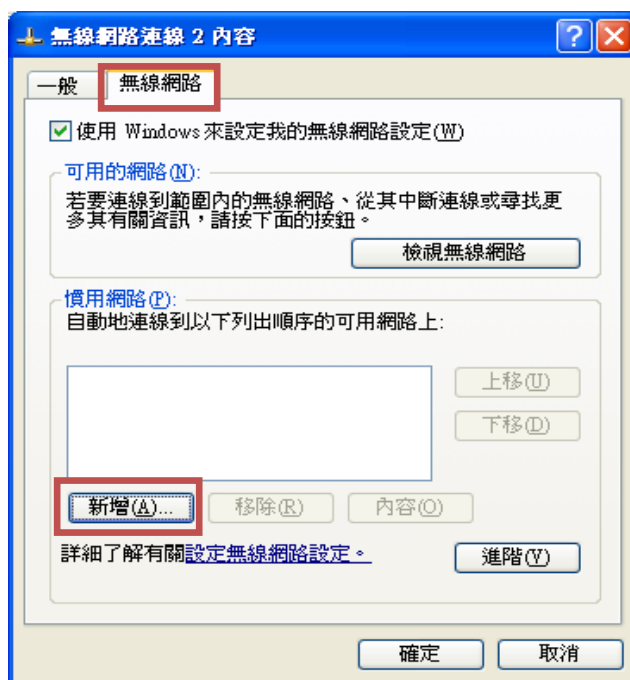 無線網路連線 2 內容
一般
無線網路
使用 Windows 來設定我的無線網路設定(W)
可用的網路(N):
若要連線到範圍內的無線網路、從其中斷連線或尋找更
多其有關資訊，請按下面的按鈕。
檢視無線網路
慣用網路(P):
自動地連線到以下列出順序的可用網路上:
上移(U)
下移(D)
新增(A)...
移除(R)
內容(O)
詳細了解有關設定無線網路設定。
進階(V)
確定
取消